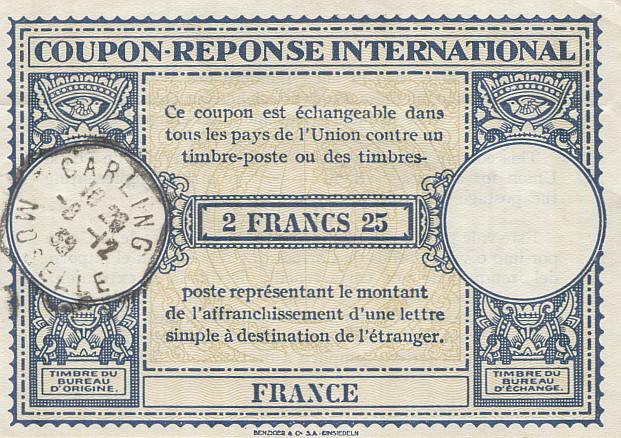 COUPON-REPONSE INTERNATIONAL
Ce coupon est échangeable dans
tous les pays de l'Union contre un
timbre-poste ou des timbres-
2 FRANCS 25
poste représentant le montant
de l'affranchissement d'une lettre
simple à destination de l'étranger.
CARLING
MOSELLE
TIMBRE DU
BUREAU
D'ORIGINE.
FRANCE
TIMBRE DU
BUREAU
D'ÉCHANGE.
BENZIGER & Co S.A. - EINSIEDELN